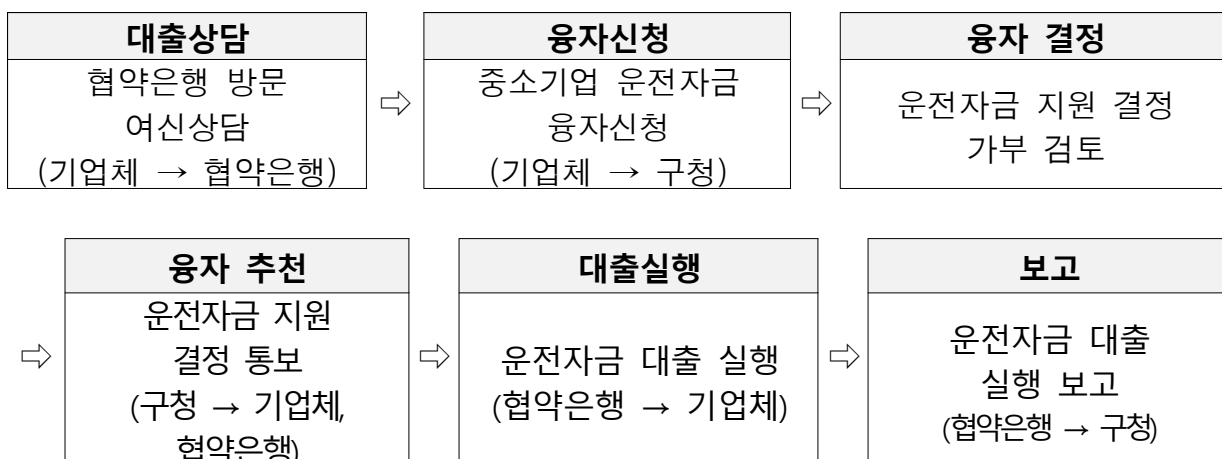 대출상담
협약은행 방문
여신상담
(기업체 → 협약은행)
⇨
융자신청
중소기업 운전자금
융자신청
(기업체 → 구청)
⇨
융자 결정
운전자금 지원 결정
가부 검토
⇨
융자 추천
운전자금 지원
결정 통보
(구청 → 기업체,
협약은행)
⇨
대출실행
운전자금 대출 실행
(협약은행 → 기업체)
⇨
보고
운전자금 대출
실행 보고
(협약은행 → 구청)